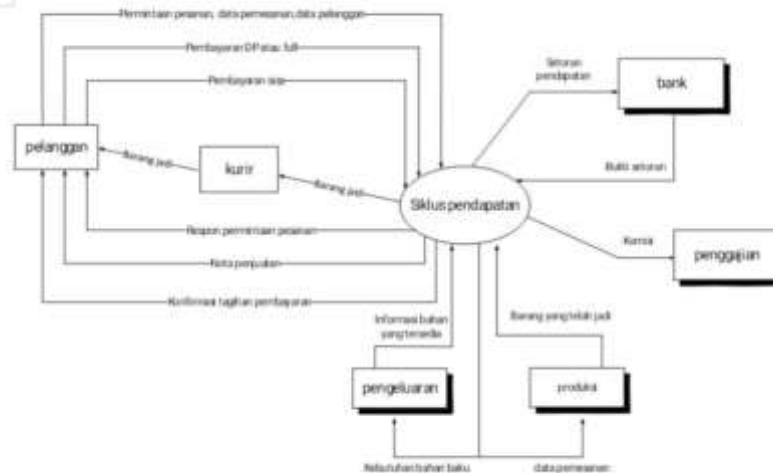 Permintaan pesanan, data pemesanan,data pelanggan
Pembayaran DP atau full
Pembayaran sisa
Setoran
pendapatan
bank
pelanggan
Barang jadi
kurir
Barang jadi
Bukti setoran
Siklus pendapatan
Respon permintaan pesanan
Komisi
penggajian
Nota penjualan
Konfirmasi tagihan pembayaran
Informasi bahan
yang tersedia
Barang yang telah jadi
pengeluaran
produksi
Kebutuhan bahan baku
data pemesanan